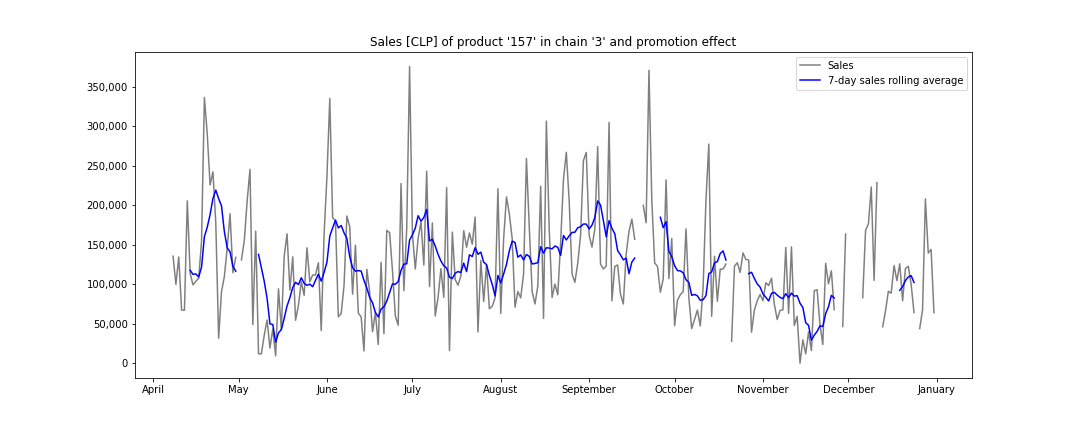 Sales [CLP] of product '157' in chain '3' and promotion effect
Sales
7-day sales rolling average
350,000
300,000
250,000
200,000
150,000
100,000
50,000
0
April May June July August September October November December January